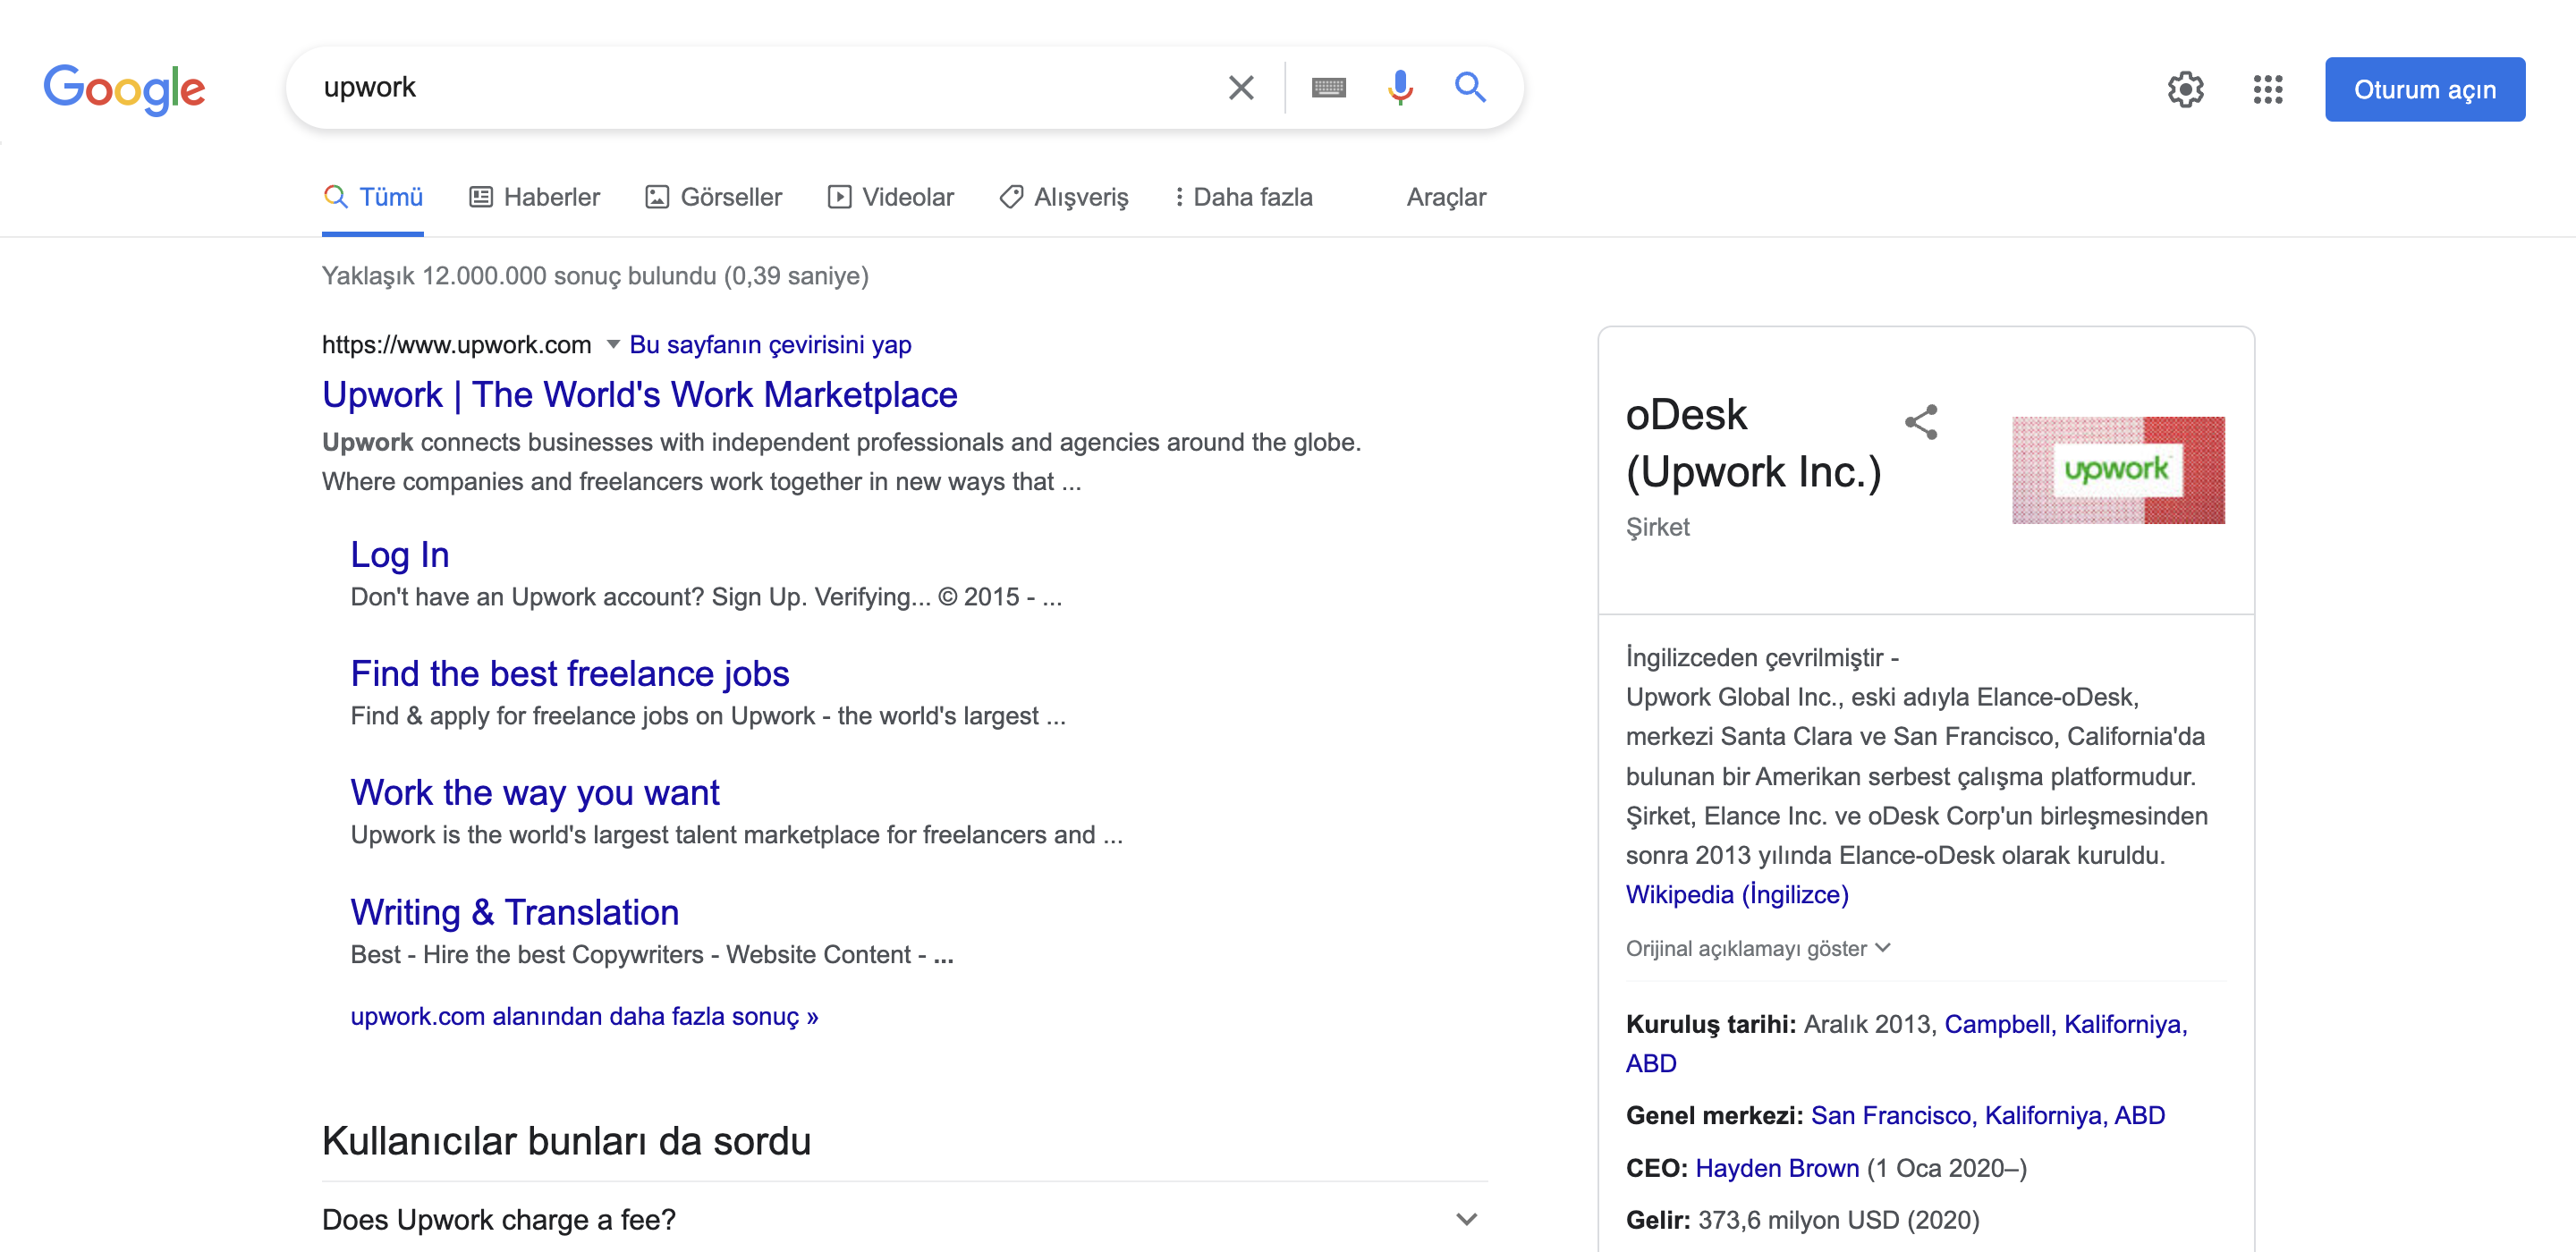 Google
upwork
Oturum açın
Tümü
Haberler
Görseller
Videolar
Alışveriş
Daha fazla
Araçlar
Yaklaşık 12.000.000 sonuç bulundu (0,39 saniye)
https://www.upwork.com Bu sayfanın çevirisini yap
Upwork | The World's Work Marketplace
Upwork connects businesses with independent professionals and agencies around the globe.
Where companies and freelancers work together in new ways that ...
Log In
Don't have an Upwork account? Sign Up. Verifying... © 2015 - ...
Find the best freelance jobs
Find & apply for freelance jobs on Upwork - the world's largest ...
Work the way you want
Upwork is the world's largest talent marketplace for freelancers and ...
Writing & Translation
Best - Hire the best Copywriters - Website Content - ...
upwork.com alanından daha fazla sonuç »
Kullanıcılar bunları da sordu
Does Upwork charge a fee?
oDesk
(Upwork Inc.)
Şirket
upwork
İngilizceden çevrilmiştir -
Upwork Global Inc., eski adıyla Elance-oDesk,
merkezi Santa Clara ve San Francisco, California'da
bulunan bir Amerikan serbest çalışma platformudur.
Şirket, Elance Inc. ve oDesk Corp'un birleşmesinden
sonra 2013 yılında Elance-oDesk olarak kuruldu.
Wikipedia (İngilizce)
Orijinal açıklamayı göster
Kuruluş tarihi: Aralık 2013, Campbell, Kaliforniya,
ABD
Genel merkezi: San Francisco, Kaliforniya, ABD
CEO: Hayden Brown (1 Oca 2020–)
Gelir: 373,6 milyon USD (2020)